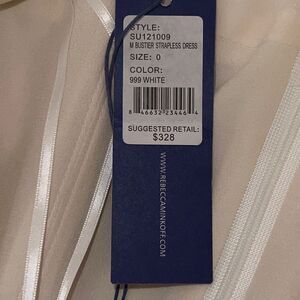 STYLE:
SU121009
M BUSTIER STRAPLESS DRESS
SIZE: 0
COLOR:
999 WHITE
8 46632 23446 4
SUGGESTED RETAIL:
$328
WWW.REBECCAMINKOFF.COM